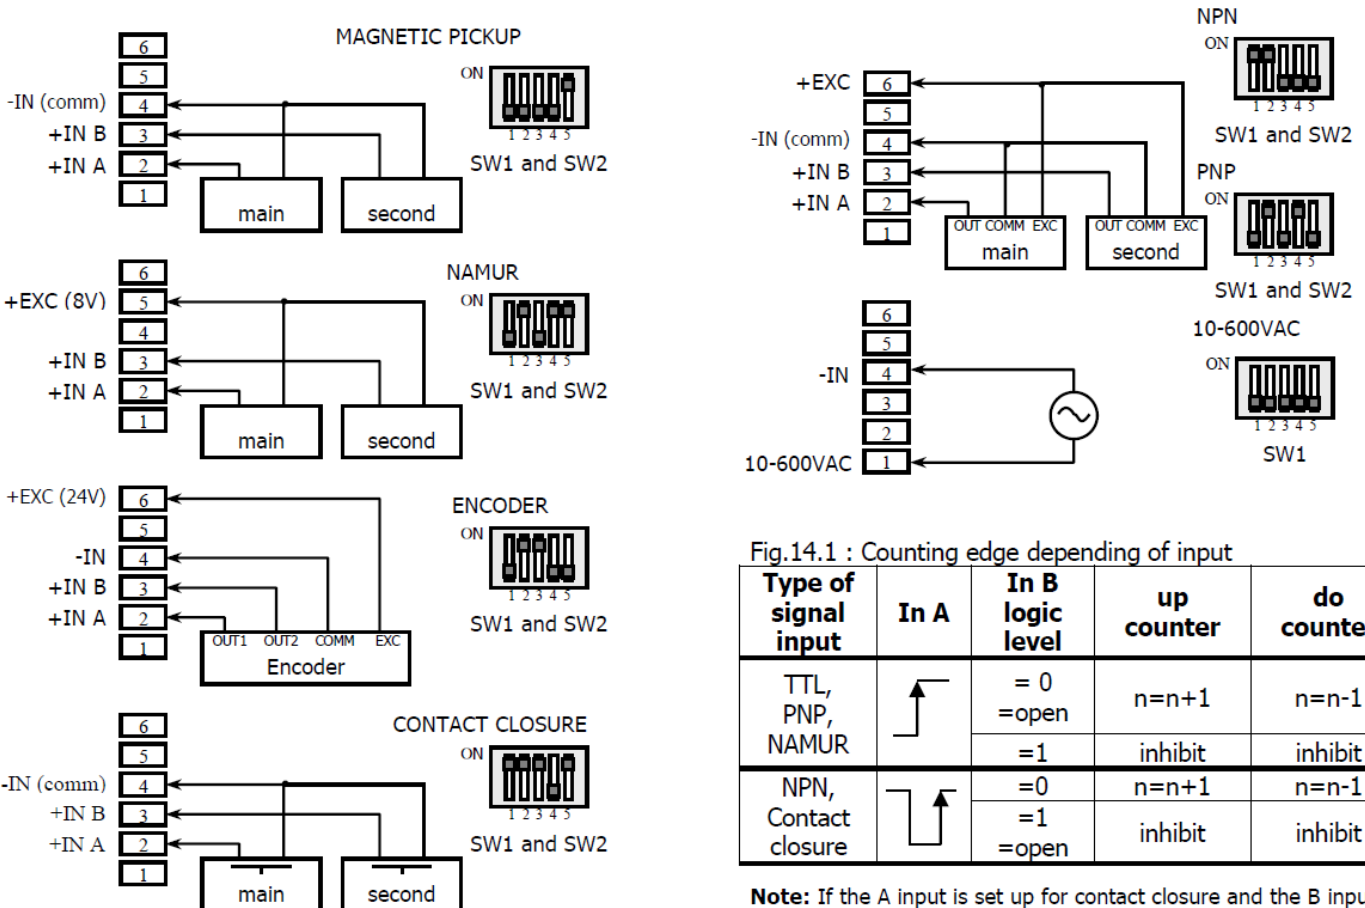 MAGNETIC PICKUP
6
5
-IN (comm) 4
+IN B 3
+IN A 2
1
main second
ON
1 2 3 4 5
SW1 and SW2
NAMUR
6
+EXC (8V) 5
4
+IN B 3
+IN A 2
1
main second
ON
1 2 3 4 5
SW1 and SW2
ENCODER
+EXC (24V) 6
5
-IN 4
+IN B 3
+IN A 2
1
OUT1 OUT2 COMM EXC
Encoder
ON
1 2 3 4 5
SW1 and SW2
CONTACT CLOSURE
6
5
-IN (comm) 4
+IN B 3
+IN A 2
1
main second
ON
1 2 3 4 5
SW1 and SW2
+EXC 6
5
-IN (comm) 4
+IN B 3
+IN A 2
1
OUT COMM EXC OUT COMM EXC
main second
NPN
ON
1 2 3 4 5
SW1 and SW2
PNP
ON
1 2 3 4 5
SW1 and SW2
6
5
-IN 4
3
2
10-600VAC 1
10-600VAC
ON
1 2 3 4 5
SW1
Fig.14.1 : Counting edge depending of input
Type of signal input In A In B logic level up counter do counte
TTL, PNP, NAMUR = 0 =open n=n+1 n=n-1
=1 inhibit inhibit
NPN, Contact closure =0 n=n+1 n=n-1
=1 =open inhibit inhibit
Note: If the A input is set up for contact closure and the B inpu